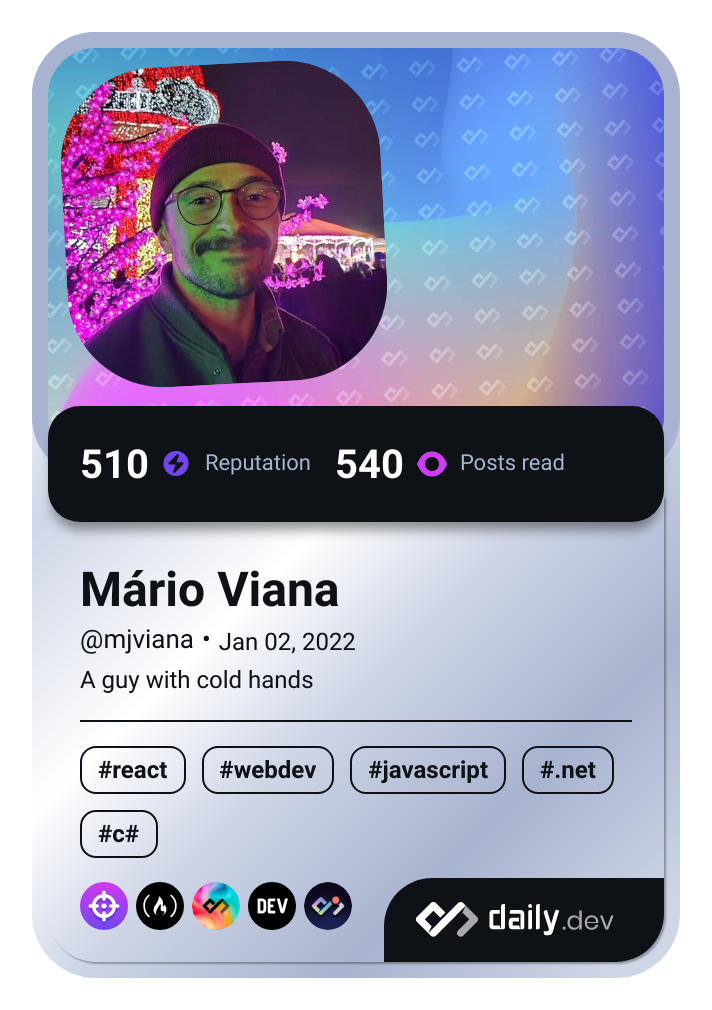 510 Reputation 540 Posts read
Mário Viana
@mjviana • Jan 02, 2022
A guy with cold hands
#react #webdev #javascript #.net
#c#
DEV
daily.dev